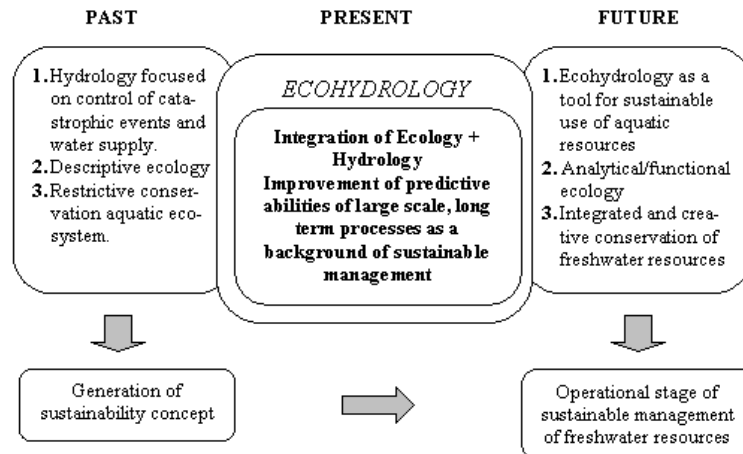 PAST
PRESENT
FUTURE
1. Hydrology focused
on control of cata-
strophic events and
water supply.
2. Descriptive ecology
3. Restrictive conser-
vation aquatic eco-
system.
ECOHYDROLOGY
Integration of Ecology +
Hydrology
Improvement of predictive
abilities of large scale, long
term processes as a
background of sustainable
management
1. Ecohydrology as a
tool for sustainable
use of aquatic
resources
2. Analytical/functional
ecology
3. Integrated and crea-
tive conservation of
freshwater resources
Generation of
sustainability concept
Operational stage of
sustainable management
of freshwater resources